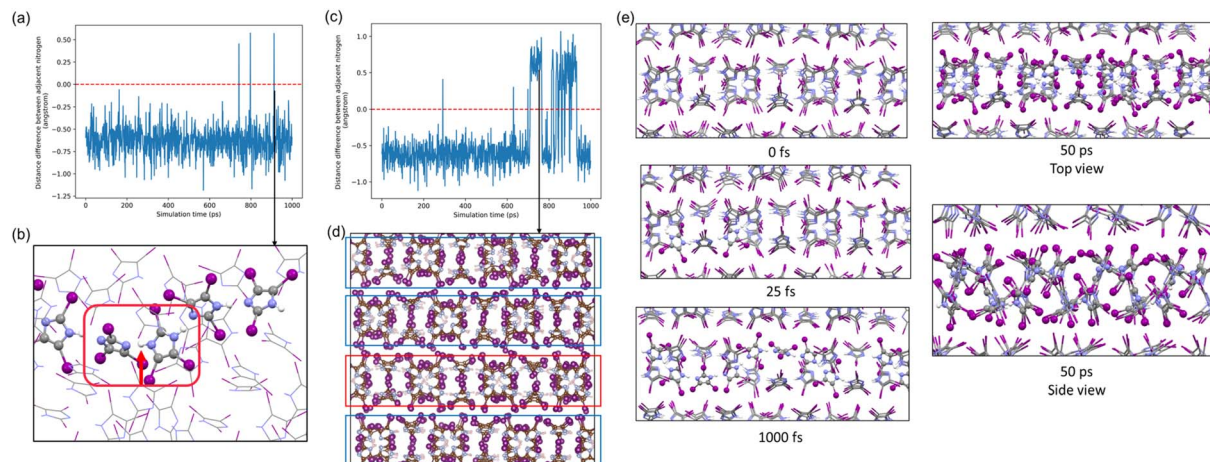 (a)
Distance difference between adjacent nitrogen
(angstrom)
0.50
0.25
0.00
−0.25
−0.50
−0.75
−1.00
−1.25
0
200
400
600
800
1000
Simulation time (ps)
(b)
(c)
Distance difference between adjacent nitrogen
(angstrom)
1.0
0.5
0.0
−0.5
−1.0
0
200
400
600
800
1000
Simulation time (ps)
(d)
(e)
0 fs
25 fs
1000 fs
50 ps
Top view
50 ps
Side view